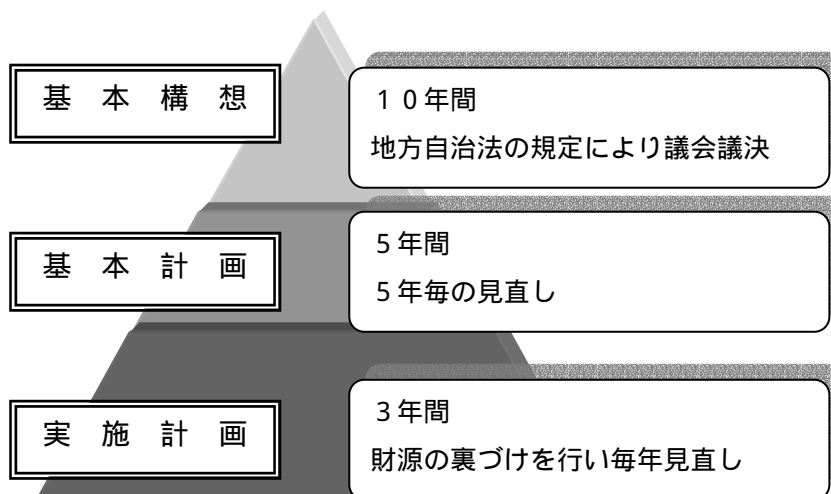 基本構想
１０年間
地方自治法の規定により議会議決
基本計画
５年間
５年毎の見直し
実施計画
３年間
財源の裏づけを行い毎年見直し